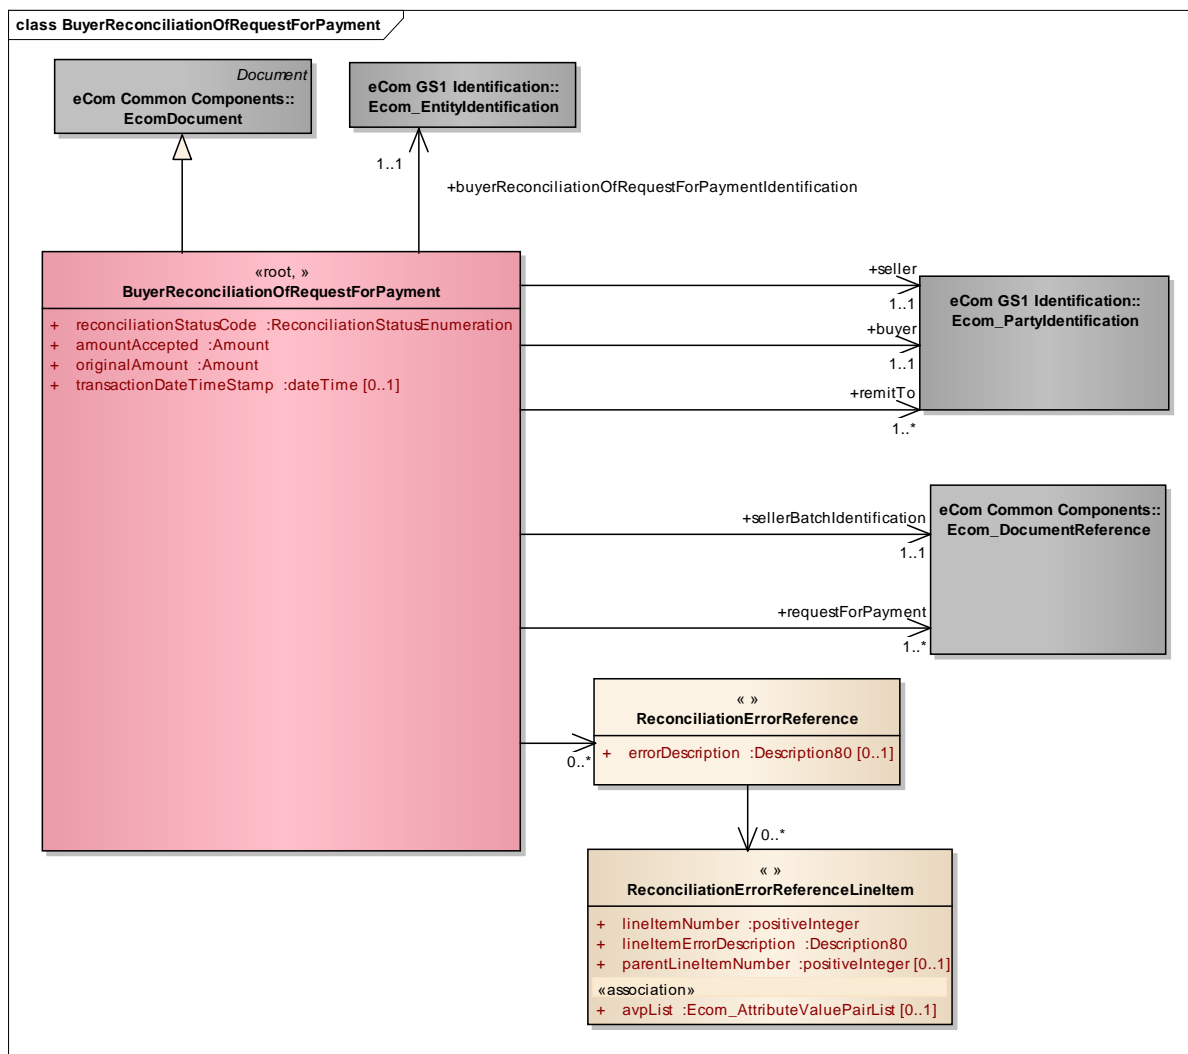 class BuyerReconciliationOfRequestForPayment
Document
eCom Common Components::
EcomDocument
eCom GS1 Identification::
Ecom_EntityIdentification
1..1
+buyerReconciliationOfRequestForPaymentIdentification
«root, »
BuyerReconciliationOfRequestForPayment
+ reconciliationStatusCode :ReconciliationStatusEnumeration
+ amountAccepted :Amount
+ originalAmount :Amount
+ transactionDateTimeStamp :dateTime [0..1]
+seller
1..1
+buyer
1..1
+remitTo
1..*
eCom GS1 Identification::
Ecom_PartyIdentification
+sellerBatchIdentification
1..1
+requestForPayment
1..*
eCom Common Components::
Ecom_DocumentReference
0..*
« »
ReconciliationErrorReference
+ errorDescription :Description80 [0..1]
0..*
« »
ReconciliationErrorReferenceLineItem
+ lineItemNumber :positiveInteger
+ lineItemErrorDescription :Description80
+ parentLineItemNumber :positiveInteger [0..1]
«association»
+ avpList :Ecom_AttributeValuePairList [0..1]